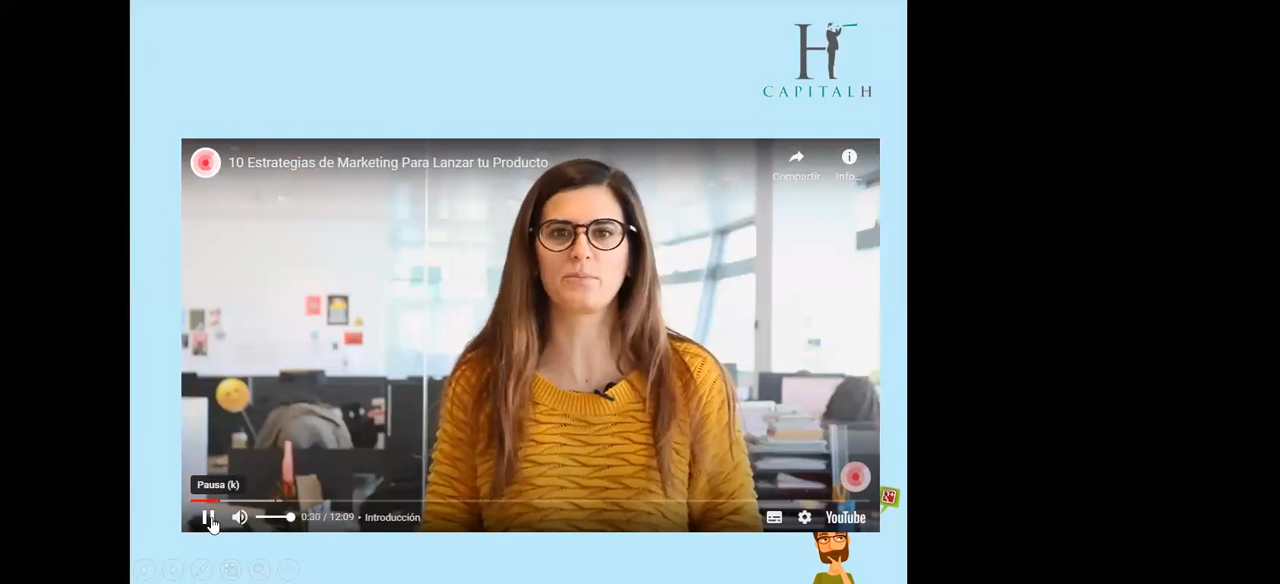 H
CAPITALH
10 Estrategias de Marketing Para Lanzar tu Producto
Compartir
Info...
Pausa (k)
0:30 / 12:09 • Introducción
YouTube